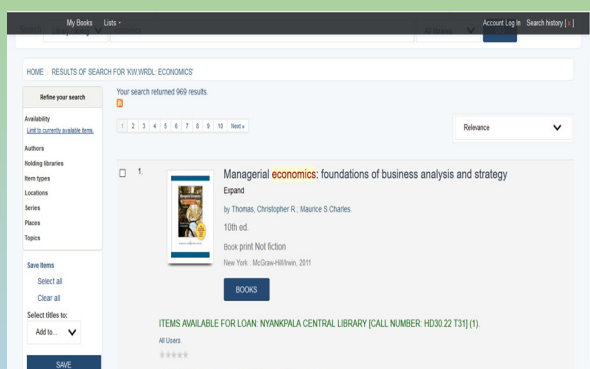 My Books Lists
Account Log in Search history [ x ]
Search
HOME › RESULTS OF SEARCH FOR 'KW,WRDL: ECONOMICS'
Refine your search
Availability
Limit to currently available items.
Authors
Holding libraries
Item types
Locations
Series
Places
Topics
Save Items
Select all
Clear all
Select titles to:
Add to...
SAVE
Your search returned 969 results.
1 2 3 4 5 6 7 8 9 10 Next »
Relevance
1.
Managerial economics: foundations of business analysis and strategy
Expand
by Thomas, Christopher R.; Maurice S.Charles.
10th ed.
Book print Not fiction
New York : McGraw-Hill/Irwin, 2011
BOOKS
ITEMS AVAILABLE FOR LOAN: NYANKPALA CENTRAL LIBRARY [CALL NUMBER: HD30.22 T31] (1).
All Users.